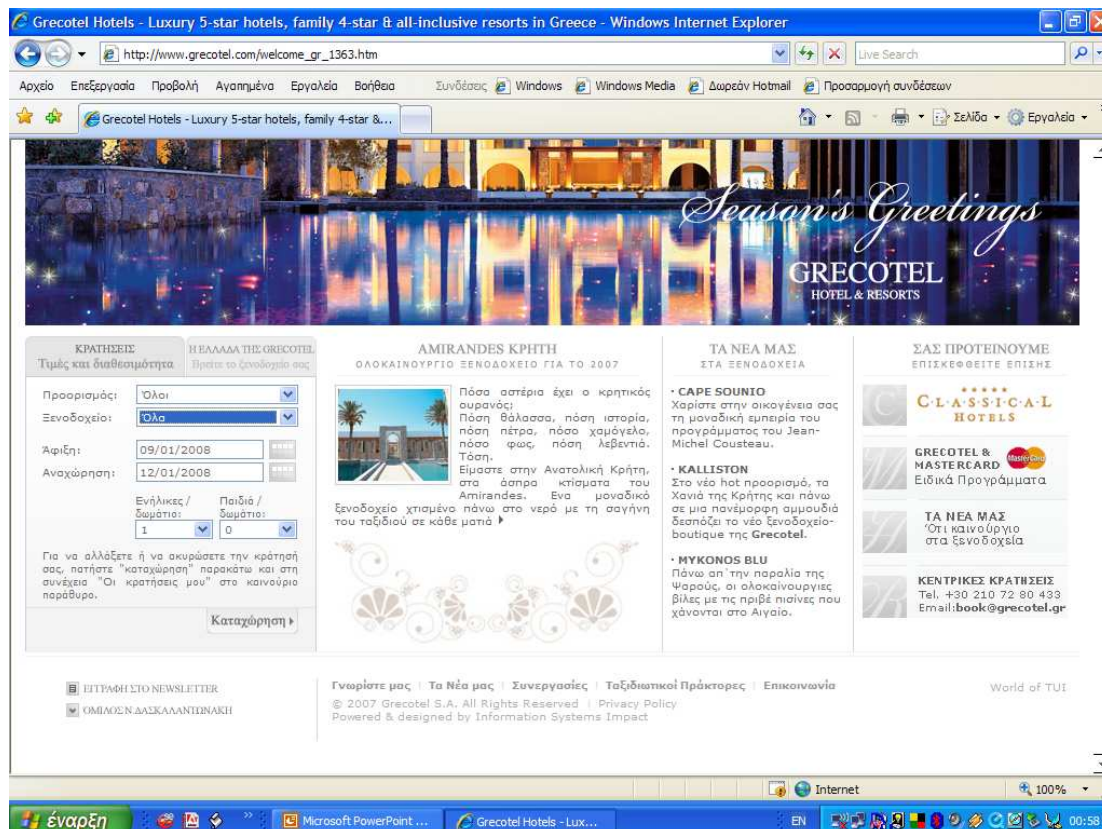 Grecotel Hotels - Luxury 5-star hotels, family 4-star & all-inclusive resorts in Greece - Windows Internet Explorer
http://www.grecotel.com/welcome_gr_1363.htm
Live Search
Αρχείο Επεξεργασία Προβολή Αγαπημένα Εργαλεία Βοήθεια Συνδέσεις Windows Windows Media Δωρεάν Hotmail Προσαρμογή συνδέσεων
Grecotel Hotels - Luxury 5-star hotels, family 4-star &...
Σελίδα Εργαλεία
Season's Greetings
GRECOTEL
HOTEL & RESORTS
ΚΡΑΤΗΣΕΙΣ
Τιμές και διαθεσιμότητα
Η ΕΛΛΑΔΑ ΤΗΣ GRECOTEL
Βρείτε το ξενοδοχείο σας
Προορισμός: Όλοι
Ξενοδοχείο: Όλα
Άφιξη: 09/01/2008
Αναχώρηση: 12/01/2008
Ενήλικες / Παιδιά /
δωμάτιο: δωμάτιο:
1 0
Για να αλλάξετε ή να ακυρώσετε την κράτησή
σας, πατήστε "καταχώρηση" παρακάτω και στη
συνέχεια "Οι κρατήσεις μου" στο καινούριο
παράθυρο.
Καταχώρηση
AMIRANDES ΚΡΗΤΗ
ΟΛΟΚΑΙΝΟΥΡΓΙΟ ΞΕΝΟΔΟΧΕΙΟ ΓΙΑ ΤΟ 2007
Πόσα αστέρια έχει ο κρητικός
ουρανός;
Πόση θάλασσα, πόση ιστορία,
πόση πέτρα, πόσο χαμόγελο,
πόσο φως, πόση λεβεντιά.
Τόση.
Είμαστε στην Ανατολική Κρήτη,
στα άσπρα κτίσματα του
Amirandes. Ένα μοναδικό
ξενοδοχείο χτισμένο πάνω στο νερό με τη σαγήνη
του ταξιδιού σε κάθε ματιά
ΤΑ ΝΕΑ ΜΑΣ
ΣΤΑ ΞΕΝΟΔΟΧΕΙΑ
· CAPE SOUNIO
Χαρίστε στην οικογένεια σας
τη μοναδική εμπειρία του
προγράμματος του Jean-
Michel Cousteau.
· KALLISTON
Στο νέο hot προορισμό, τα
Χανιά της Κρήτης και πάνω
σε μια πανέμορφη αμμουδιά
δεσπόζει το νέο ξενοδοχείο-
boutique της Grecotel.
· MYKONOS BLU
Πάνω απ΄την παραλία της
Ψαρούς, οι ολοκαίνουργιες
βίλες με τις πριβέ πισίνες που
χάνονται στο Αιγαίο.
ΣΑΣ ΠΡΟΤΕΙΝΟΥΜΕ
ΕΠΙΣΚΕΦΘΕΙΤΕ ΕΠΙΣΗΣ
C·L·A·S·S·I·C·A·L
HOTELS
GRECOTEL &
MASTERCARD MasterCard
Ειδικά Προγράμματα
ΤΑ ΝΕΑ ΜΑΣ
Ότι καινούργιο
στα ξενοδοχεία
ΚΕΝΤΡΙΚΕΣ ΚΡΑΤΗΣΕΙΣ
Tel. +30 210 72 80 433
Email:book@grecotel.gr
ΕΓΓΡΑΦΗ ΣΤΟ NEWSLETTER
ΟΜΙΛΟΣ Ν.ΔΑΣΚΑΛΑΝΤΩΝΑΚΗ
Γνωρίστε μας | Τα Νέα μας | Συνεργασίες | Ταξιδιωτικοί Πράκτορες | Επικοινωνία
© 2007 Grecotel S.A. All Rights Reserved | Privacy Policy
Powered & designed by Information Systems Impact
World of TUI
Internet 100%
έναρξη Microsoft PowerPoint ... Grecotel Hotels - Lux... EN 00:58